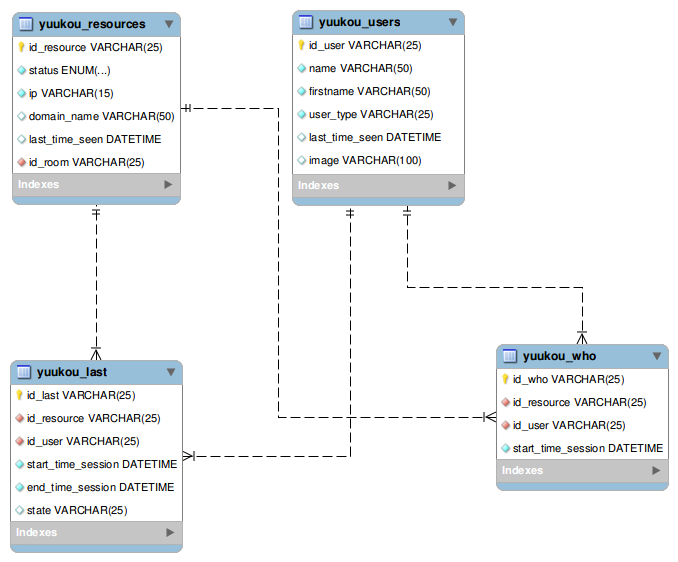 yuukou_resources
id_resource VARCHAR(25)
status ENUM(...)
ip VARCHAR(15)
domain_name VARCHAR(50)
last_time_seen DATETIME
id_room VARCHAR(25)
Indexes
yuukou_users
id_user VARCHAR(25)
name VARCHAR(50)
firstname VARCHAR(50)
user_type VARCHAR(25)
last_time_seen DATETIME
image VARCHAR(100)
Indexes
yuukou_last
id_last VARCHAR(25)
id_resource VARCHAR(25)
id_user VARCHAR(25)
start_time_session DATETIME
end_time_session DATETIME
state VARCHAR(25)
Indexes
yuukou_who
id_who VARCHAR(25)
id_resource VARCHAR(25)
id_user VARCHAR(25)
start_time_session DATETIME
Indexes